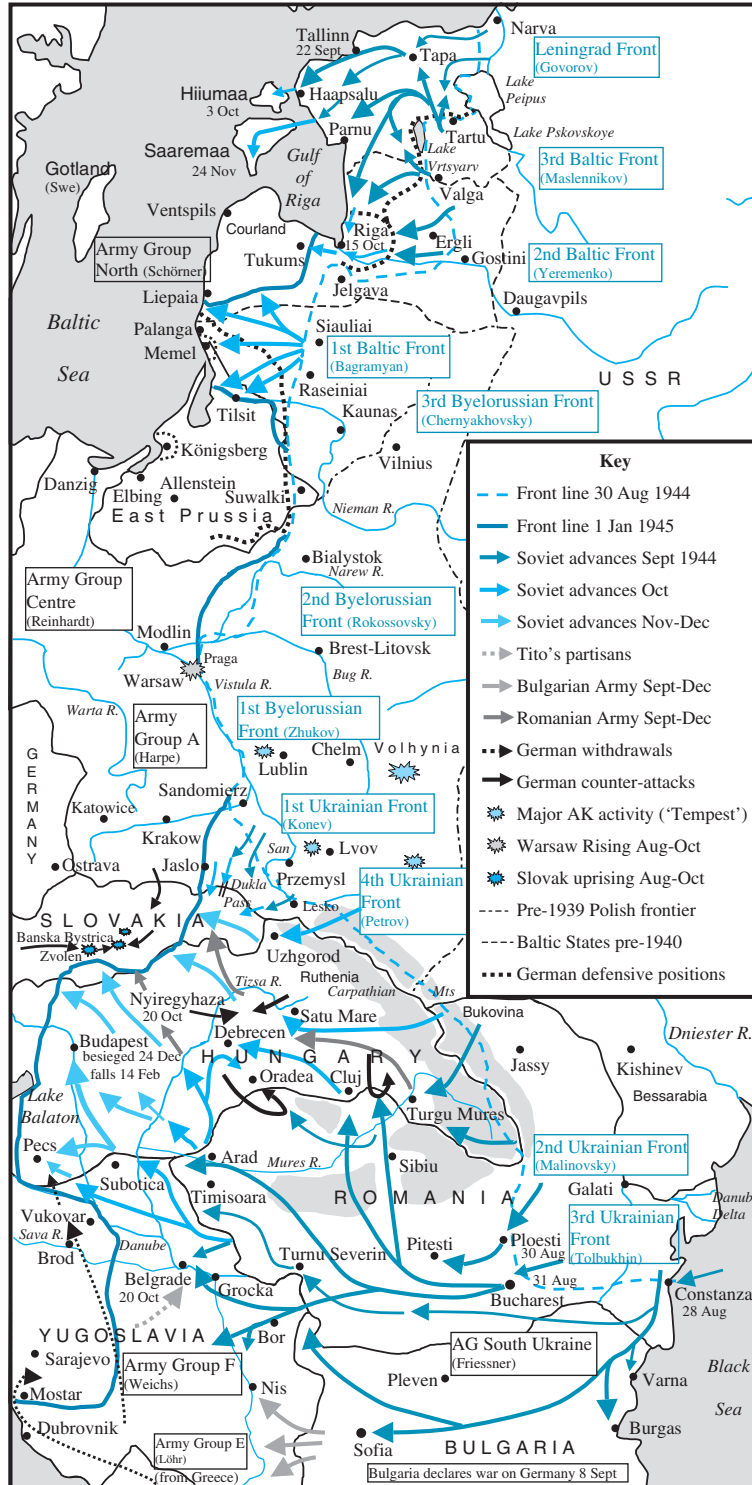 Narva
Tallinn
22 Sept
Tapa
Leningrad Front
(Govorov)
Lake
Peipus
Hiiumaa
3 Oct
Haapsalu
Parnu
Tartu
Lake Pskovskoye
Saaremaa
24 Nov
Gulf
of
Riga
Lake
Vrtsyarv
3rd Baltic Front
(Maslennikov)
Gotland
(Swe)
Valga
Ventspils
Courland
Riga
15 Oct
Ergli
Gostini
2nd Baltic Front
(Yeremenko)
Army Group
North (Schörner)
Tukums
Jelgava
Daugavpils
Liepaia
Baltic
Sea
Palanga
Memel
Siauliai
1st Baltic Front
(Bagramyan)
USSR
Raseiniai
3rd Byelorussian Front
(Chernyakhovsky)
Tilsit
Kaunas
Königsberg
Vilnius
Danzig
Elbing
Allenstein
Suwalki
East Prussia
Nieman R.
Key
Front line 30 Aug 1944
Front line 1 Jan 1945
Soviet advances Sept 1944
Soviet advances Oct
Soviet advances Nov-Dec
Tito's partisans
Bulgarian Army Sept-Dec
Romanian Army Sept-Dec
German withdrawals
German counter-attacks
Major AK activity ('Tempest')
Warsaw Rising Aug-Oct
Slovak uprising Aug-Oct
Pre-1939 Polish frontier
Baltic States pre-1940
German defensive positions
Army Group
Centre
(Reinhardt)
Bialystok
Narew R.
2nd Byelorussian
Front (Rokossovsky)
Modlin
Praga
Warsaw
Vistula R.
Brest-Litovsk
Bug R.
Warta R.
Army
Group A
(Harpe)
1st Byelorussian
Front (Zhukov)
Chelm
Volhynia
Lublin
GERMANY
Sandomierz
Katowice
Krakow
1st Ukrainian Front
(Konev)
San
Lvov
Ostrava
Jaslo
Przemysl
Dukla
Pass
Lesko
4th Ukrainian
Front
(Petrov)
SLOVAKIA
Banska Bystrica
Zvolen
Uzhgorod
Ruthenia
Tizsa R.
Carpathian
Mts
Nyiregyhaza
20 Oct
Satu Mare
Bukovina
Dniester R.
Budapest
besieged 24 Dec
falls 14 Feb
Debrecen
HUNGARY
Oradea
Cluj
Jassy
Kishinev
Bessarabia
Lake
Balaton
Turgu Mures
Pecs
Arad
Mures R.
Sibiu
2nd Ukrainian Front
(Malinovsky)
Subotica
Timisoara
ROMANIA
Galati
Danube
Delta
3rd Ukrainian
Front
(Tolbukhin)
Vukovar
Sava R.
Brod
Danube
Turnu Severin
Pitesti
Ploesti
30 Aug
31 Aug
Belgrade
20 Oct
Grocka
Bucharest
Constanza
28 Aug
YUGOSLAVIA
Bor
AG South Ukraine
(Friessner)
Sarajevo
Army Group F
(Weichs)
Pleven
Varna
Black
Sea
Mostar
Nis
Dubrovnik
Army Group E
(Löhr)
(from Greece)
Sofia
BULGARIA
Burgas
Bulgaria declares war on Germany 8 Sept